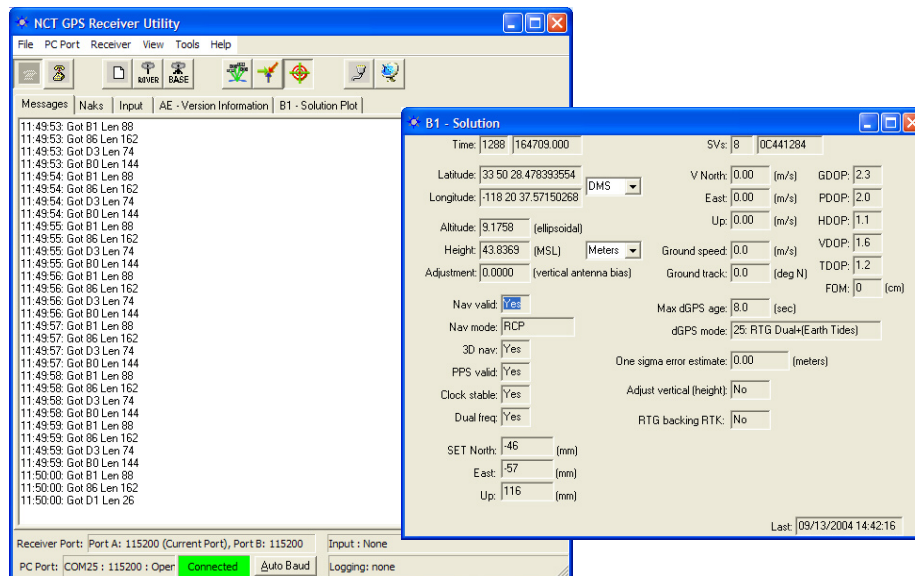 NCT GPS Receiver Utility
File PC Port Receiver View Tools Help
ROVER BASE
Messages Naks Input AE - Version Information B1 - Solution Plot
11:49:53: Got B1 Len 88
11:49:53: Got 86 Len 162
11:49:53: Got D3 Len 74
11:49:53: Got B0 Len 144
11:49:54: Got B1 Len 88
11:49:54: Got 86 Len 162
11:49:54: Got D3 Len 74
11:49:54: Got B0 Len 144
11:49:55: Got B1 Len 88
11:49:55: Got 86 Len 162
11:49:55: Got D3 Len 74
11:49:55: Got B0 Len 144
11:49:56: Got B1 Len 88
11:49:56: Got 86 Len 162
11:49:56: Got D3 Len 74
11:49:56: Got B0 Len 144
11:49:57: Got B1 Len 88
11:49:57: Got 86 Len 162
11:49:57: Got D3 Len 74
11:49:57: Got B0 Len 144
11:49:58: Got B1 Len 88
11:49:58: Got 86 Len 162
11:49:58: Got D3 Len 74
11:49:58: Got B0 Len 144
11:49:59: Got B1 Len 88
11:49:59: Got 86 Len 162
11:49:59: Got D3 Len 74
11:49:59: Got B0 Len 144
11:50:00: Got B1 Len 88
11:50:00: Got 86 Len 162
11:50:00: Got D1 Len 26
Receiver Port: Port A: 115200 (Current Port), Port B: 115200 Input : None
PC Port: COM25 : 115200 : Open Connected Auto Baud Logging: none
B1 - Solution
Time: 1288 164709.000 SVs: 8 0C441284
Latitude: 33 50 28.478393554 DMS V North: 0.00 (m/s) GDOP: 2.3
Longitude: -118 20 37.57150268 East: 0.00 (m/s) PDOP: 2.0
Altitude: 9.1758 (ellipsoidal) Up: 0.00 (m/s) HDOP: 1.1
Height: 43.8369 (MSL) Meters Ground speed: 0.0 (m/s) VDOP: 1.6
Adjustment: 0.0000 (vertical antenna bias) Ground track: 0.0 (deg N) TDOP: 1.2
FOM: 0 (cm)
Nav valid: Yes Max dGPS age: 8.0 (sec)
Nav mode: RCP dGPS mode: 25: RTG Dual+(Earth Tides)
3D nav: Yes
PPS valid: Yes One sigma error estimate: 0.00 (meters)
Clock stable: Yes Adjust vertical (height): No
Dual freq: Yes RTG backing RTK: No
SET North: -46 (mm)
East: -57 (mm)
Up: 116 (mm)
Last: 09/13/2004 14:42:16